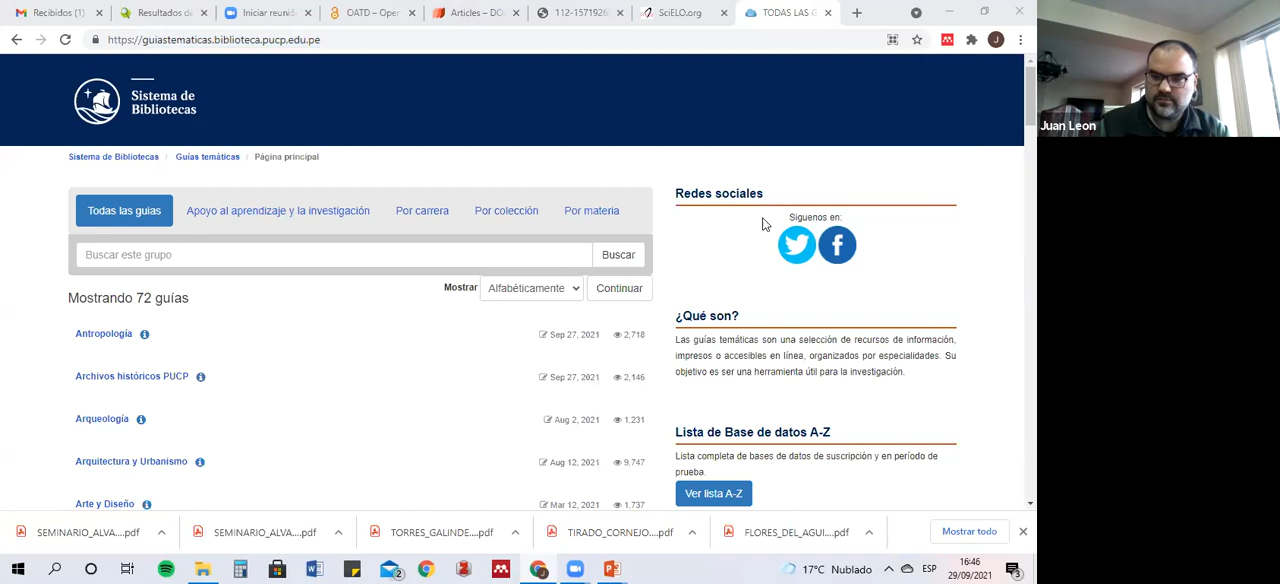 Recibidos (1)
Resultados de
Iniciar reunió
OATD – Oper
Articles – DG
112-1571926
SciELO.org
TODAS LAS G
https://guiastematicas.biblioteca.pucp.edu.pe
J
Sistema de
Bibliotecas
Juan Leon
Sistema de Bibliotecas / Guías temáticas / Página principal
Todas las guias Apoyo al aprendizaje y la investigación Por carrera Por colección Por materia
Buscar este grupo Buscar
Mostrar Alfabéticamente Continuar
Mostrando 72 guías
Antropología Sep 27, 2021 2,718
Archivos históricos PUCP Sep 27, 2021 2,146
Arqueología Aug 2, 2021 1,231
Arquitectura y Urbanismo Aug 12, 2021 9,747
Arte y Diseño Mar 12, 2021 1,737
Redes sociales
Siguenos en:
¿Qué son?
Las guías temáticas son una selección de recursos de información,
impresos o accesibles en línea, organizados por especialidades. Su
objetivo es ser una herramienta útil para la investigación.
Lista de Base de datos A-Z
Lista completa de bases de datos de suscripción y en período de
prueba.
Ver lista A-Z
SEMINARIO_ALVA....pdf
SEMINARIO_ALVA....pdf
TORRES_GALINDE....pdf
TIRADO_CORNEJO....pdf
FLORES_DEL_AGUI....pdf
Mostrar todo
17°C Nublado
ESP
16:46
29/09/2021